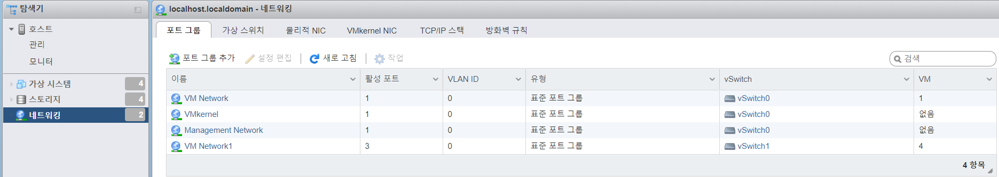 탐색기
호스트
관리
모니터
가상 시스템 4
스토리지 4
네트워킹 2
localhost.localdomain - 네트워킹
포트 그룹 가상 스위치 물리적 NIC VMkernel NIC TCP/IP 스택 방화벽 규칙
포트 그룹 추가 설정 편집 새로 고침 작업 검색
이름 활성 포트 VLAN ID 유형 vSwitch VM
VM Network 1 0 표준 포트 그룹 vSwitch0 1
VMkernel 1 0 표준 포트 그룹 vSwitch0 없음
Management Network 1 0 표준 포트 그룹 vSwitch0 없음
VM Network1 3 0 표준 포트 그룹 vSwitch1 4
4 항목